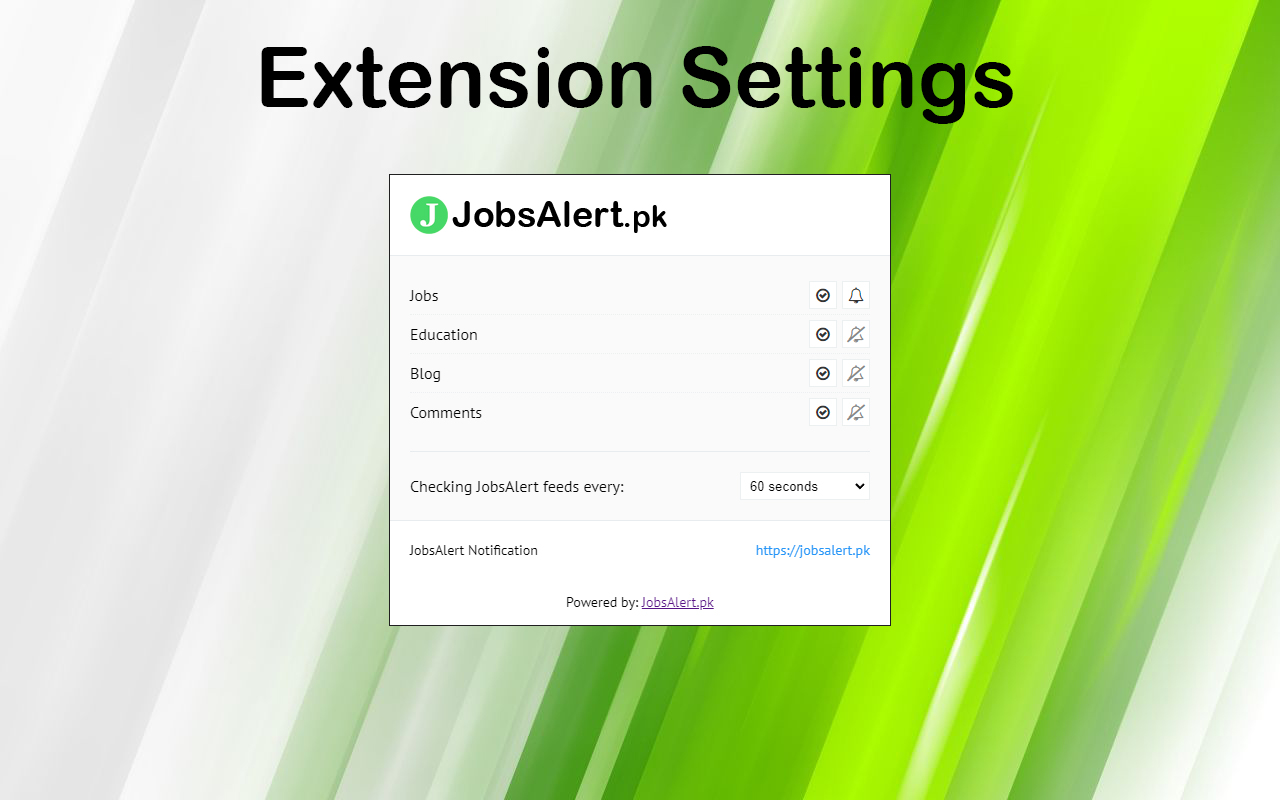 Extension Settings
J JobsAlert.pk
Jobs
Education
Blog
Comments
Checking JobsAlert feeds every: 60 seconds
JobsAlert Notification https://jobsalert.pk
Powered by: JobsAlert.pk